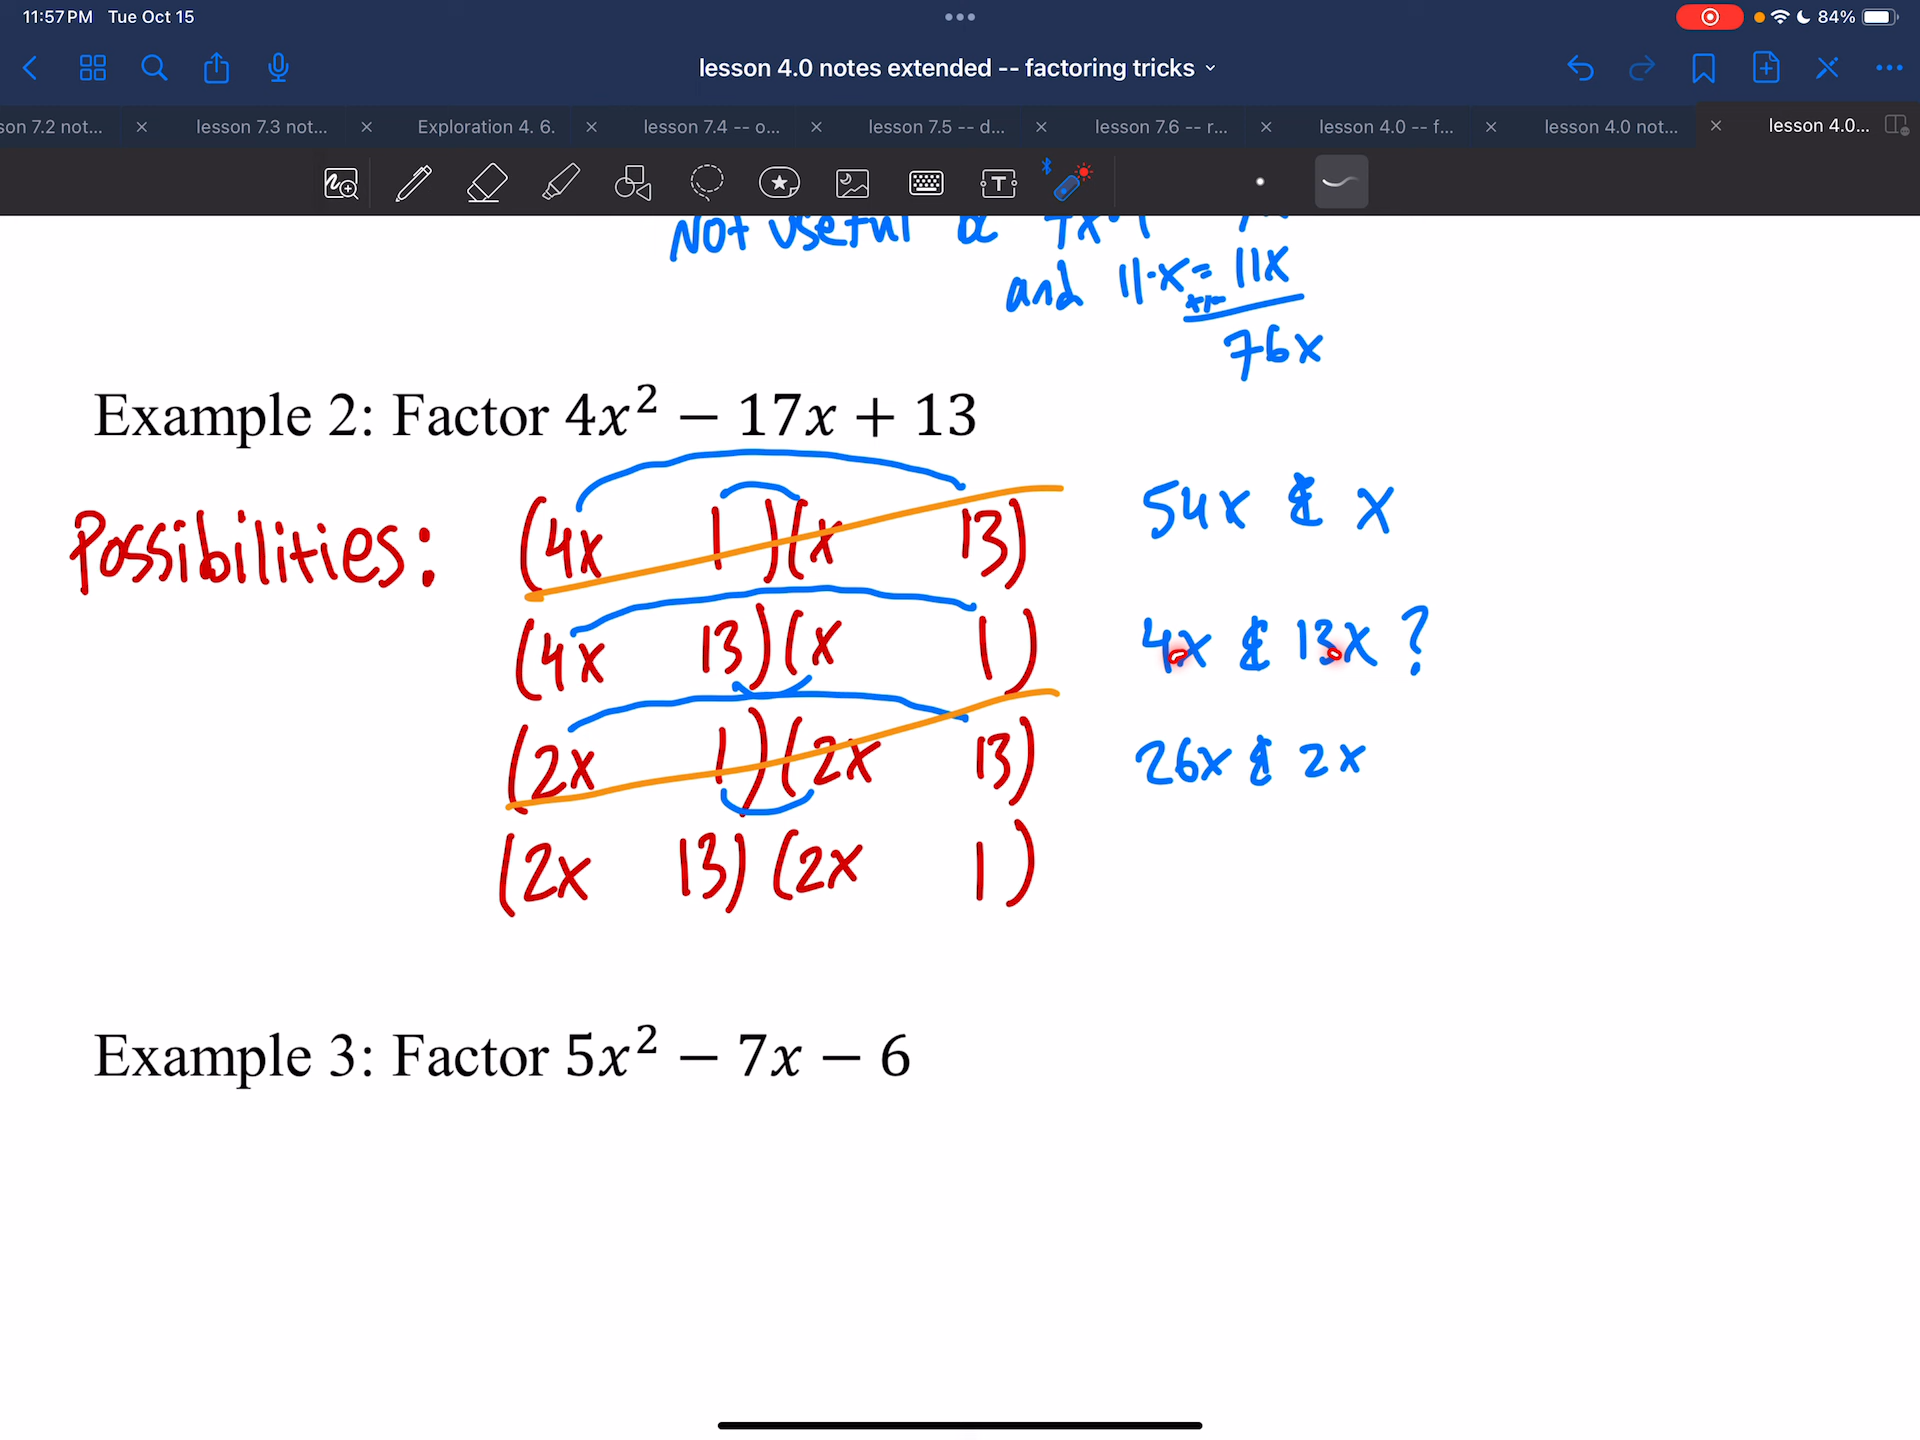 11:57 PM Tue Oct 15
84%
lesson 4.0 notes extended -- factoring tricks
son 7.2 not... lesson 7.3 not... Exploration 4. 6. lesson 7.4 -- o... lesson 7.5 -- d... lesson 7.6 -- r... lesson 4.0 -- f... lesson 4.0 not... lesson 4.0...
Not useful
and 11·x = 11x
76x
Example 2: Factor 4x² − 17x + 13
Possibilities: (4x 1)(x 13) 54x & x
(4x 13)(x 1) 4x & 13x ?
(2x 1)(2x 13) 26x & 2x
(2x 13)(2x 1)
Example 3: Factor 5x² − 7x − 6